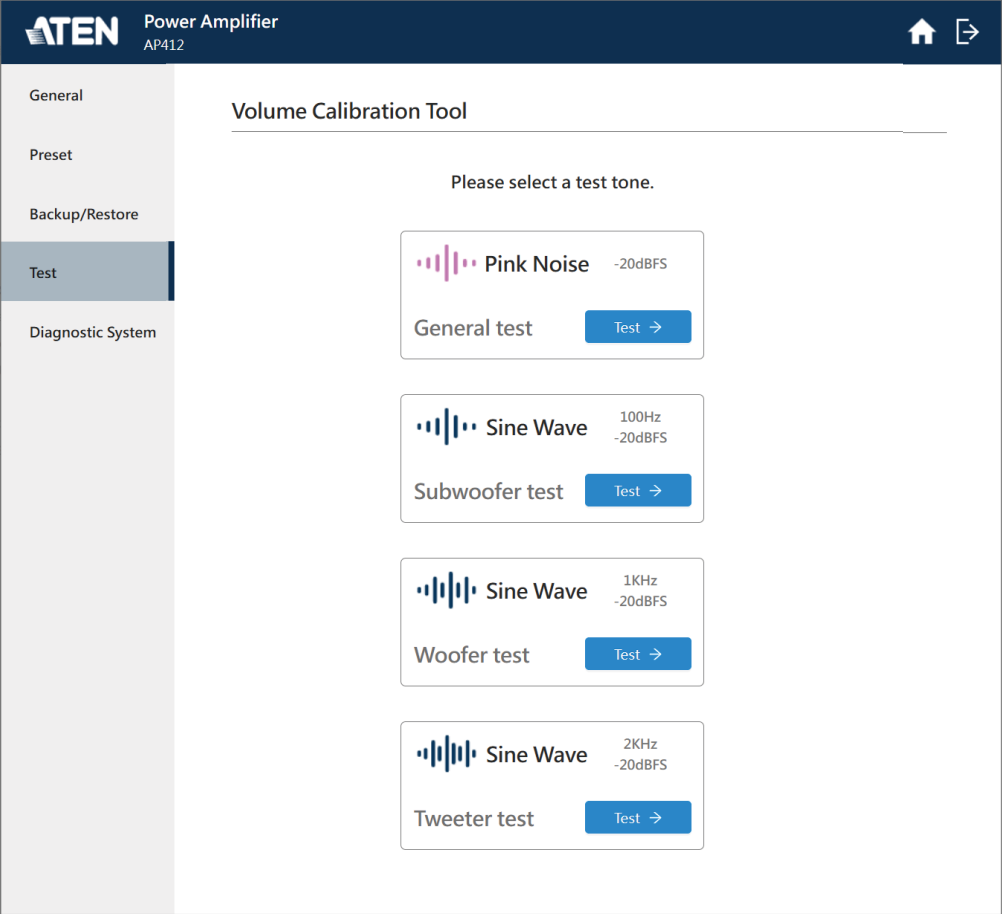 ATEN
Power Amplifier
AP412
General
Preset
Backup/Restore
Test
Diagnostic System
Volume Calibration Tool
Please select a test tone.
Pink Noise -20dBFS
General test Test →
Sine Wave 100Hz
-20dBFS
Subwoofer test Test →
Sine Wave 1KHz
-20dBFS
Woofer test Test →
Sine Wave 2KHz
-20dBFS
Tweeter test Test →